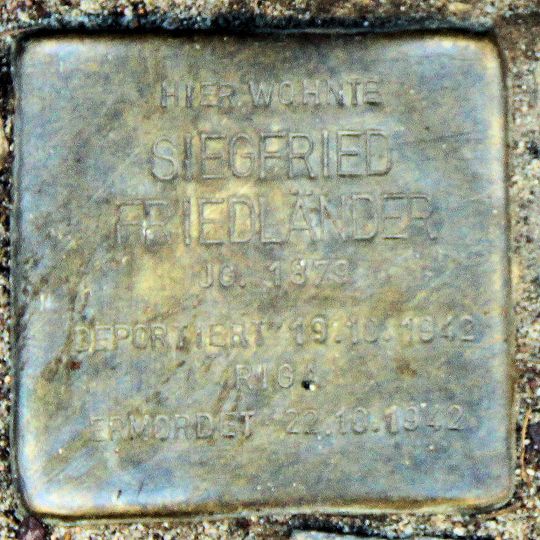 HIER WOHNTE
SIEGFRIED
FRIEDLÄNDER
JG. 1879
DEPORTIERT 19.10.1942
RIGA
ERMORDET 22.10.1942